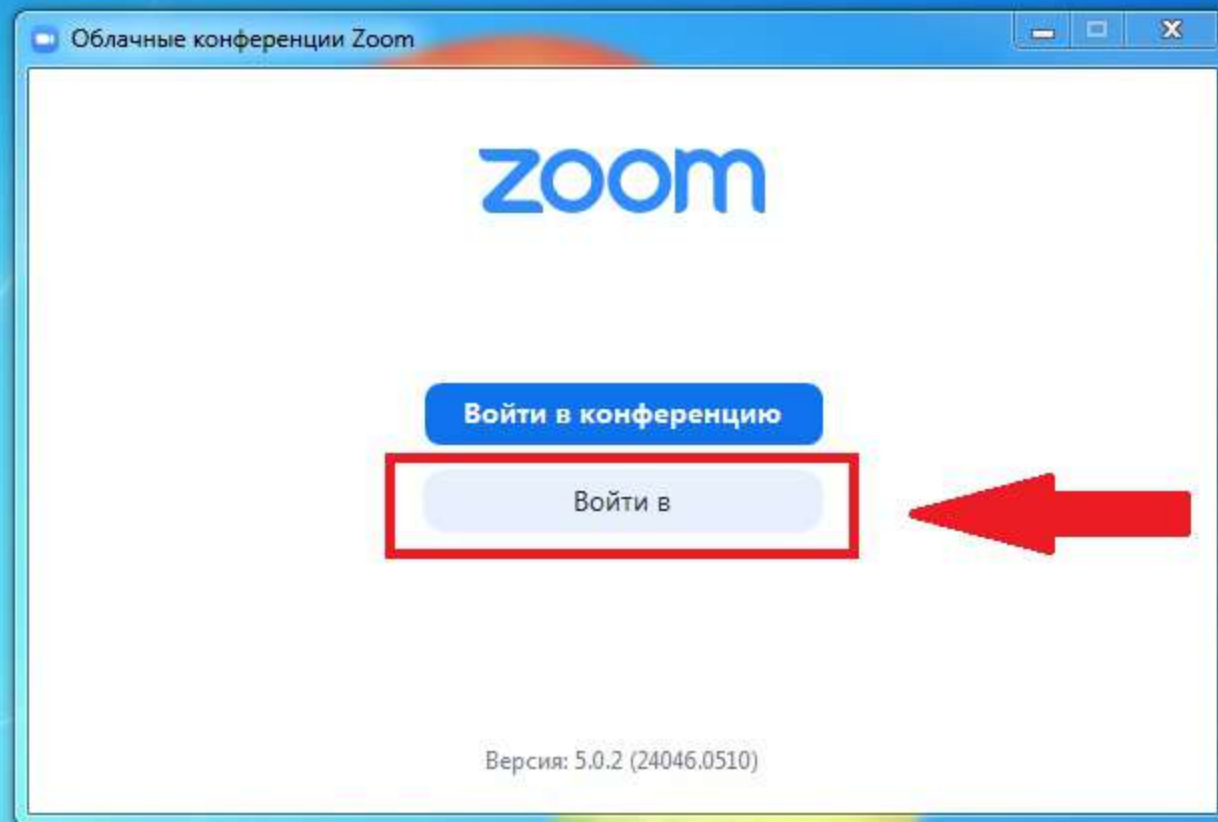 Облачные конференции Zoom
zoom
Войти в конференцию
Войти в
Версия: 5.0.2 (24046.0510)